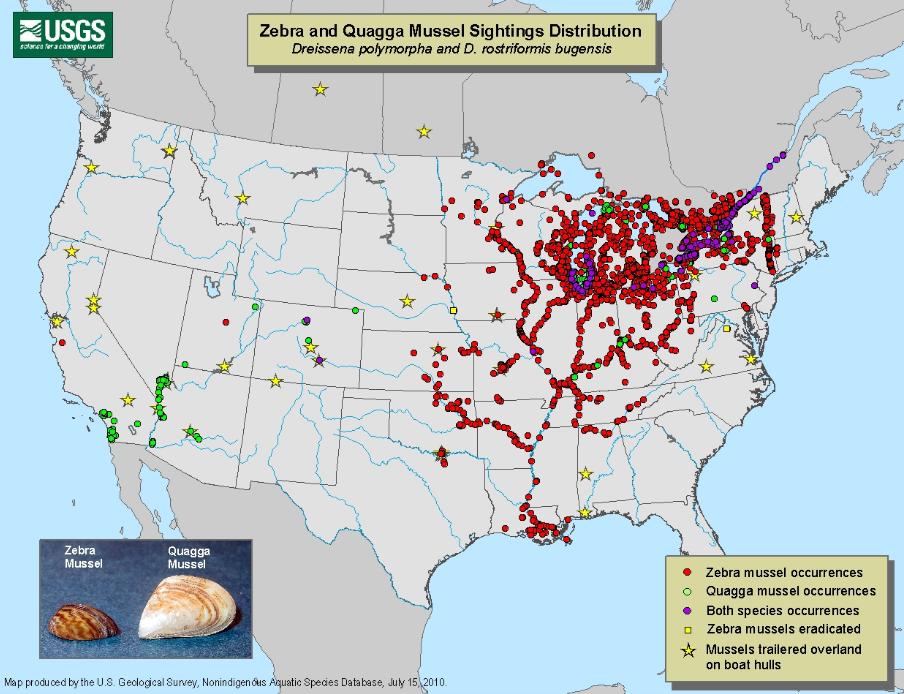 USGS
science for a changing world
Zebra and Quagga Mussel Sightings Distribution
Dreissena polymorpha and D. rostriformis bugensis
Zebra
Mussel
Quagga
Mussel
Zebra mussel occurrences
Quagga mussel occurrences
Both species occurrences
Zebra mussels eradicated
Mussels trailered overland
on boat hulls
Map produced by the U.S. Geological Survey, Nonindigenous Aquatic Species Database, July 15, 2010.